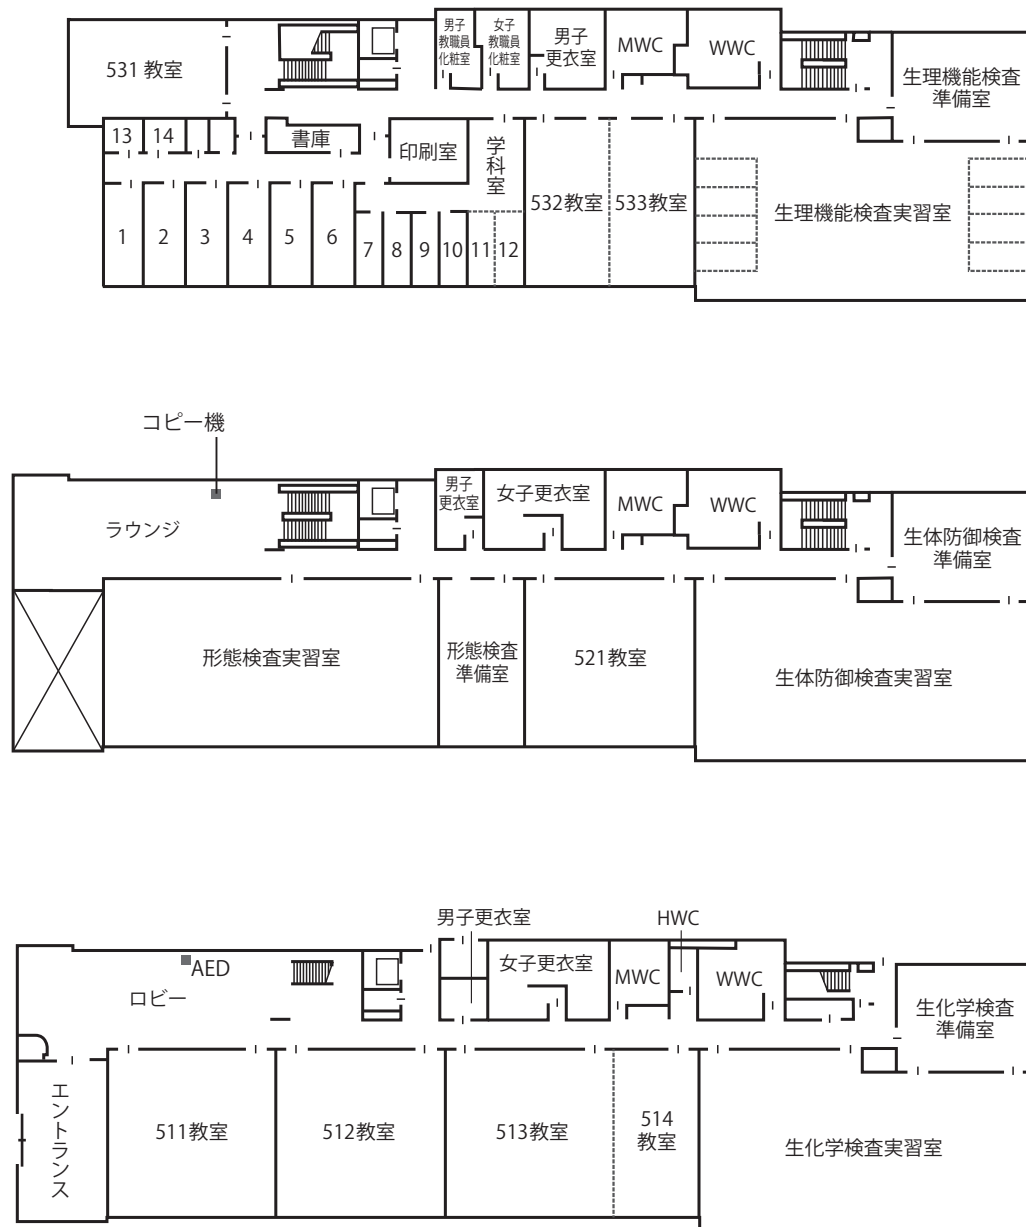 男子
教職員
化粧室
女子
教職員
化粧室
男子
更衣室
MWC
WWC
531 教室
生理機能検査
準備室
13
14
書庫
印刷室
学科室
532教室
533教室
生理機能検査実習室
1
2
3
4
5
6
7
8
9
10
11
12
コピー機
ラウンジ
男子
更衣室
女子更衣室
MWC
WWC
生体防御検査
準備室
形態検査実習室
形態検査
準備室
521教室
生体防御検査実習室
男子更衣室
HWC
AED
ロビー
女子更衣室
MWC
WWC
生化学検査
準備室
エントランス
511教室
512教室
513教室
514
教室
生化学検査実習室